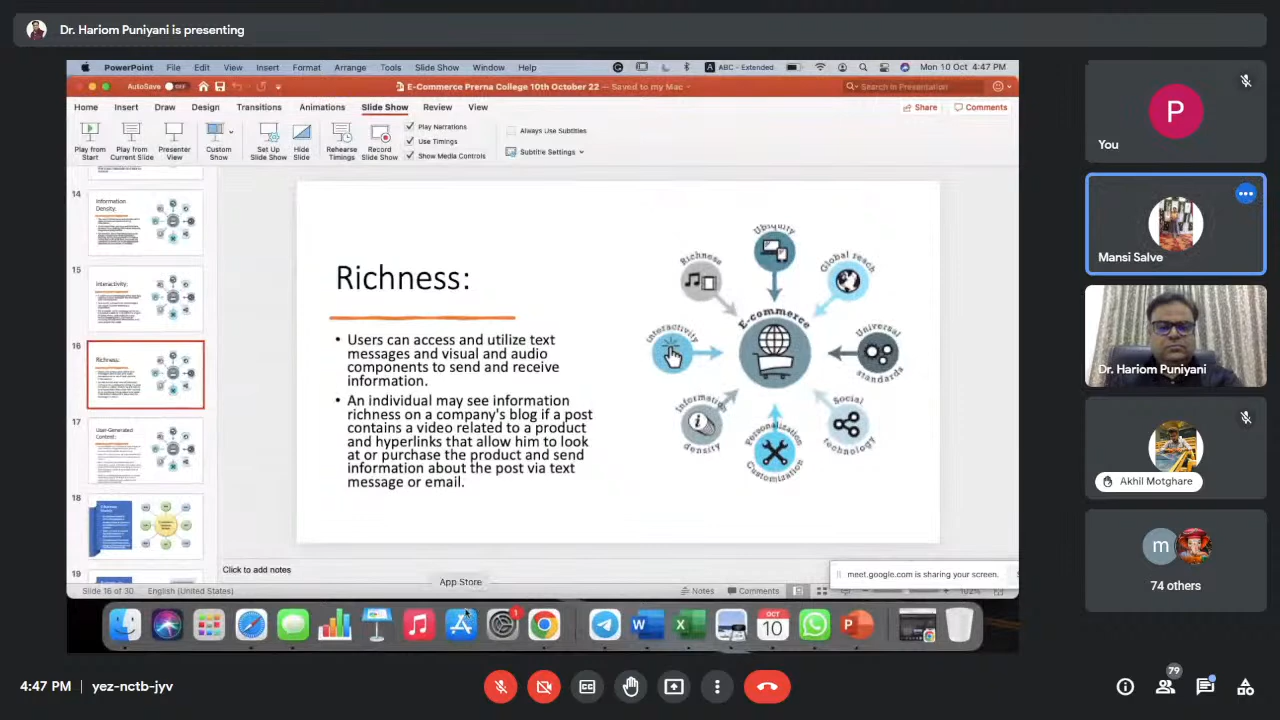 Dr. Hariom Puniyani is presenting
PowerPoint File Edit View Insert Format Arrange Tools Slide Show Window Help
ABC - Extended Mon 10 Oct 4:47 PM
AutoSave OFF
E-Commerce Prerna College 10th October 22 — Saved to my Mac
Search in Presentation
Home Insert Draw Design Transitions Animations Slide Show Review View
Share Comments
Play from Start
Play from Current Slide
Presenter View
Custom Show
Set Up Slide Show
Hide Slide
Rehearse Timings
Record Slide Show
Play Narrations
Use Timings
Show Media Controls
Always Use Subtitles
Subtitle Settings
14
Information Density:
15
Interactivity:
16
Richness:
17
User-Generated Content:
18
19
Richness:
• Users can access and utilize text
messages and visual and audio
components to send and receive
information.
• An individual may see information
richness on a company's blog if a post
contains a video related to a product
and hyperlinks that allow him to look
at or purchase the product and send
information about the post via text
message or email.
Ubiquity
Richness
Global reach
Interactivity
E-commerce
Universal standards
Information density
Personalization Customization
Social technology
Click to add notes
App Store
meet.google.com is sharing your screen.
Slide 16 of 30 English (United States)
Notes Comments
1
OCT
10
P
You
Mansi Salve
Dr. Hariom Puniyani
Akhil Motghare
m
74 others
4:47 PM | yez-nctb-jyv
79